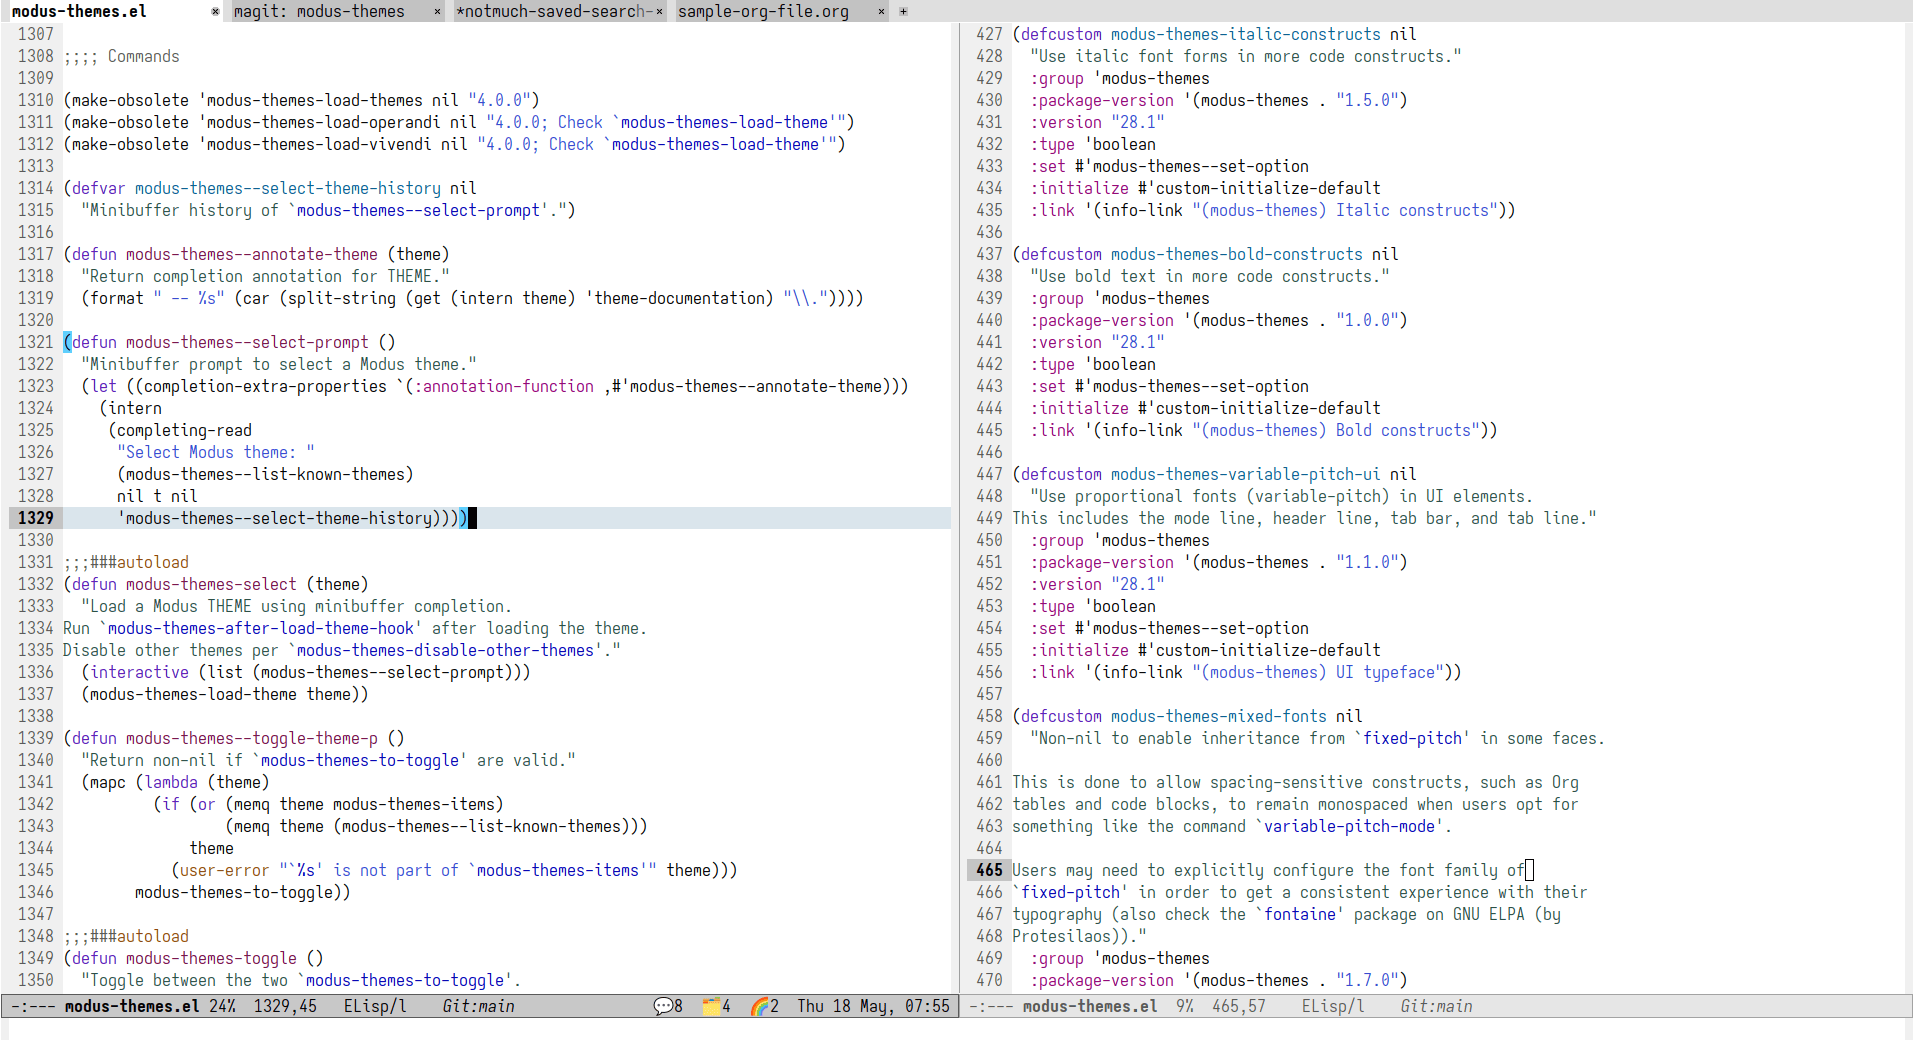 modus-themes.el × magit: modus-themes × *notmuch-saved-search- × sample-org-file.org × +
1307
1308 ;;;; Commands
1309
1310 (make-obsolete 'modus-themes-load-themes nil "4.0.0")
1311 (make-obsolete 'modus-themes-load-operandi nil "4.0.0; Check `modus-themes-load-theme'")
1312 (make-obsolete 'modus-themes-load-vivendi nil "4.0.0; Check `modus-themes-load-theme'")
1313
1314 (defvar modus-themes--select-theme-history nil
1315   "Minibuffer history of `modus-themes--select-prompt'.")
1316
1317 (defun modus-themes--annotate-theme (theme)
1318   "Return completion annotation for THEME."
1319   (format " -- %s" (car (split-string (get (intern theme) 'theme-documentation) "\\."))))
1320
1321 (defun modus-themes--select-prompt ()
1322   "Minibuffer prompt to select a Modus theme."
1323   (let ((completion-extra-properties `(:annotation-function ,#'modus-themes--annotate-theme)))
1324     (intern
1325      (completing-read
1326       "Select Modus theme: "
1327       (modus-themes--list-known-themes)
1328       nil t nil
1329       'modus-themes--select-theme-history))))
1330
1331 ;;;###autoload
1332 (defun modus-themes-select (theme)
1333   "Load a Modus THEME using minibuffer completion.
1334 Run `modus-themes-after-load-theme-hook' after loading the theme.
1335 Disable other themes per `modus-themes-disable-other-themes'."
1336   (interactive (list (modus-themes--select-prompt)))
1337   (modus-themes-load-theme theme))
1338
1339 (defun modus-themes--toggle-theme-p ()
1340   "Return non-nil if `modus-themes-to-toggle' are valid."
1341   (mapc (lambda (theme)
1342           (if (or (memq theme modus-themes-items)
1343                   (memq theme (modus-themes--list-known-themes)))
1344               theme
1345             (user-error "`%s' is not part of `modus-themes-items'" theme)))
1346         modus-themes-to-toggle))
1347
1348 ;;;###autoload
1349 (defun modus-themes-toggle ()
1350   "Toggle between the two `modus-themes-to-toggle'.
-:--- modus-themes.el 24% 1329,45 ELisp/l Git:main 💬8 🗂️4 🌈2 Thu 18 May, 07:55
427 (defcustom modus-themes-italic-constructs nil
428   "Use italic font forms in more code constructs."
429   :group 'modus-themes
430   :package-version '(modus-themes . "1.5.0")
431   :version "28.1"
432   :type 'boolean
433   :set #'modus-themes--set-option
434   :initialize #'custom-initialize-default
435   :link '(info-link "(modus-themes) Italic constructs"))
436
437 (defcustom modus-themes-bold-constructs nil
438   "Use bold text in more code constructs."
439   :group 'modus-themes
440   :package-version '(modus-themes . "1.0.0")
441   :version "28.1"
442   :type 'boolean
443   :set #'modus-themes--set-option
444   :initialize #'custom-initialize-default
445   :link '(info-link "(modus-themes) Bold constructs"))
446
447 (defcustom modus-themes-variable-pitch-ui nil
448   "Use proportional fonts (variable-pitch) in UI elements.
449 This includes the mode line, header line, tab bar, and tab line."
450   :group 'modus-themes
451   :package-version '(modus-themes . "1.1.0")
452   :version "28.1"
453   :type 'boolean
454   :set #'modus-themes--set-option
455   :initialize #'custom-initialize-default
456   :link '(info-link "(modus-themes) UI typeface"))
457
458 (defcustom modus-themes-mixed-fonts nil
459   "Non-nil to enable inheritance from `fixed-pitch' in some faces.
460
461 This is done to allow spacing-sensitive constructs, such as Org
462 tables and code blocks, to remain monospaced when users opt for
463 something like the command `variable-pitch-mode'.
464
465 Users may need to explicitly configure the font family of
466 `fixed-pitch' in order to get a consistent experience with their
467 typography (also check the `fontaine' package on GNU ELPA (by
468 Protesilaos))."
469   :group 'modus-themes
470   :package-version '(modus-themes . "1.7.0")
-:--- modus-themes.el 9% 465,57 ELisp/l Git:main